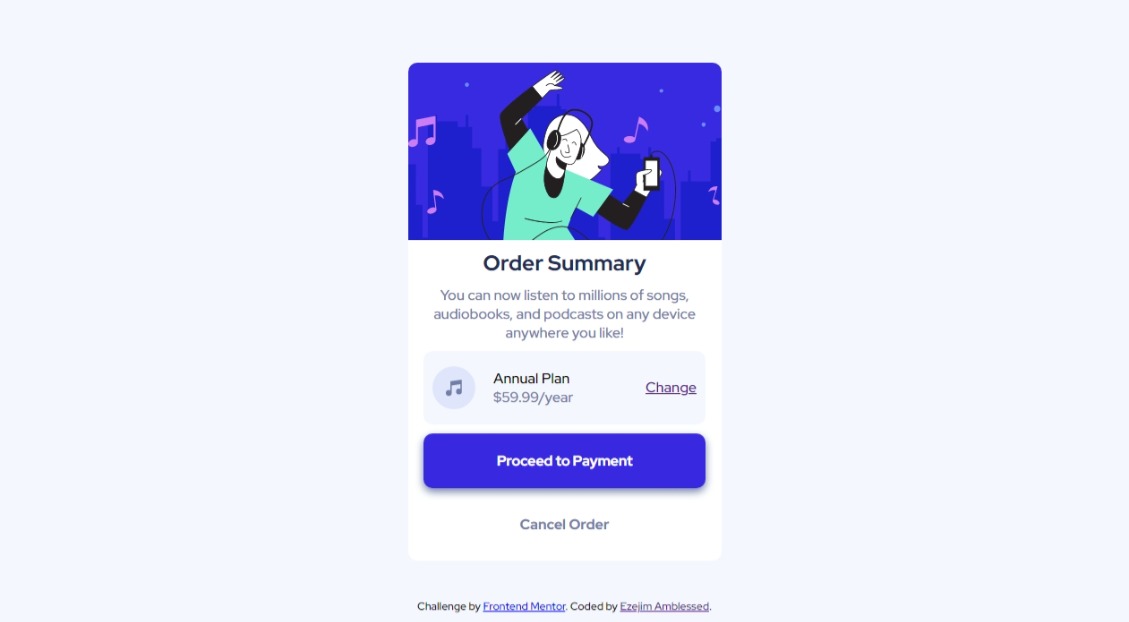 Order Summary
You can now listen to millions of songs,
audiobooks, and podcasts on any device
anywhere you like!
Annual Plan
$59.99/year
Change
Proceed to Payment
Cancel Order
Challenge by Frontend Mentor. Coded by Ezejim Amblessed.